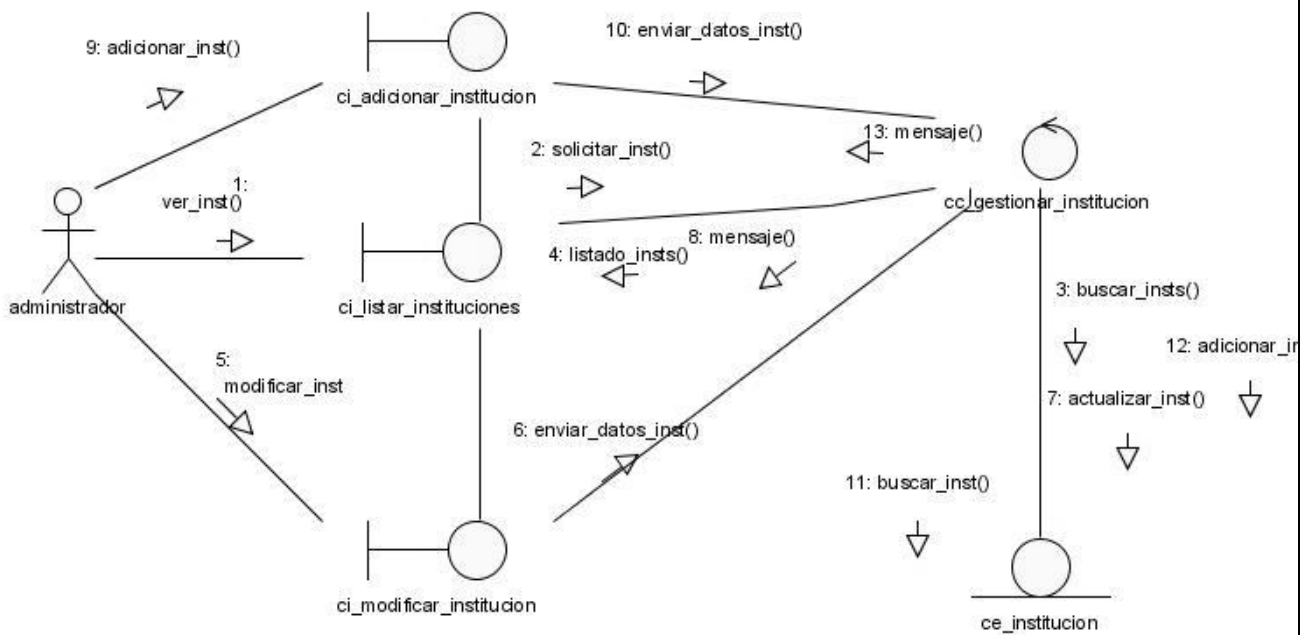 10: enviar_datos_inst()
9: adicionar_inst()
ci_adicionar_institucion
13: mensaje()
2: solicitar_inst()
1:
ver_inst()
cc_gestionar_institucion
8: mensaje()
4: listado_insts()
3: buscar_insts()
administrador
ci_listar_instituciones
12: adicionar_ir
5:
modificar_inst
7: actualizar_inst()
6: enviar_datos_inst()
11: buscar_inst()
ci_modificar_institucion
ce_institucion